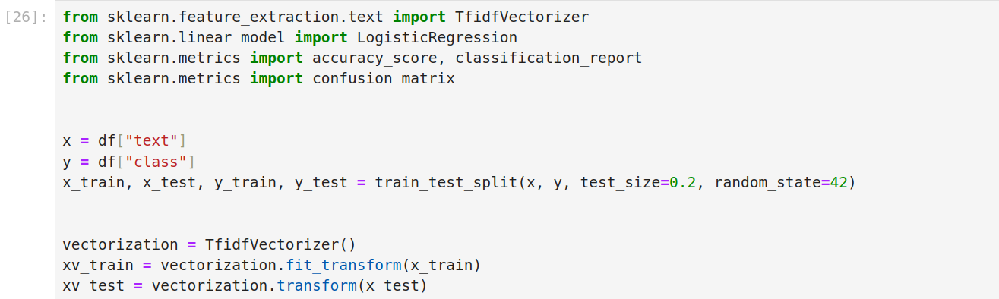 [26]: from sklearn.feature_extraction.text import TfidfVectorizer
from sklearn.linear_model import LogisticRegression
from sklearn.metrics import accuracy_score, classification_report
from sklearn.metrics import confusion_matrix
x = df["text"]
y = df["class"]
x_train, x_test, y_train, y_test = train_test_split(x, y, test_size=0.2, random_state=42)
vectorization = TfidfVectorizer()
xv_train = vectorization.fit_transform(x_train)
xv_test = vectorization.transform(x_test)